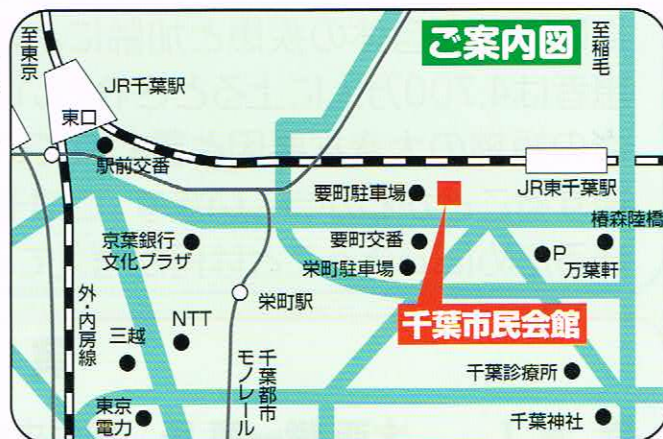 ご案内図
至東京
至稲毛
JR千葉駅
東口
駅前交番
要町駐車場
JR東千葉駅
椿森陸橋
京葉銀行
文化プラザ
要町交番
栄町駐車場
P
万葉軒
外・内房線
栄町駅
千葉市民会館
NTT
三越
千葉都市
モノレール
千葉診療所
東京
電力
千葉神社